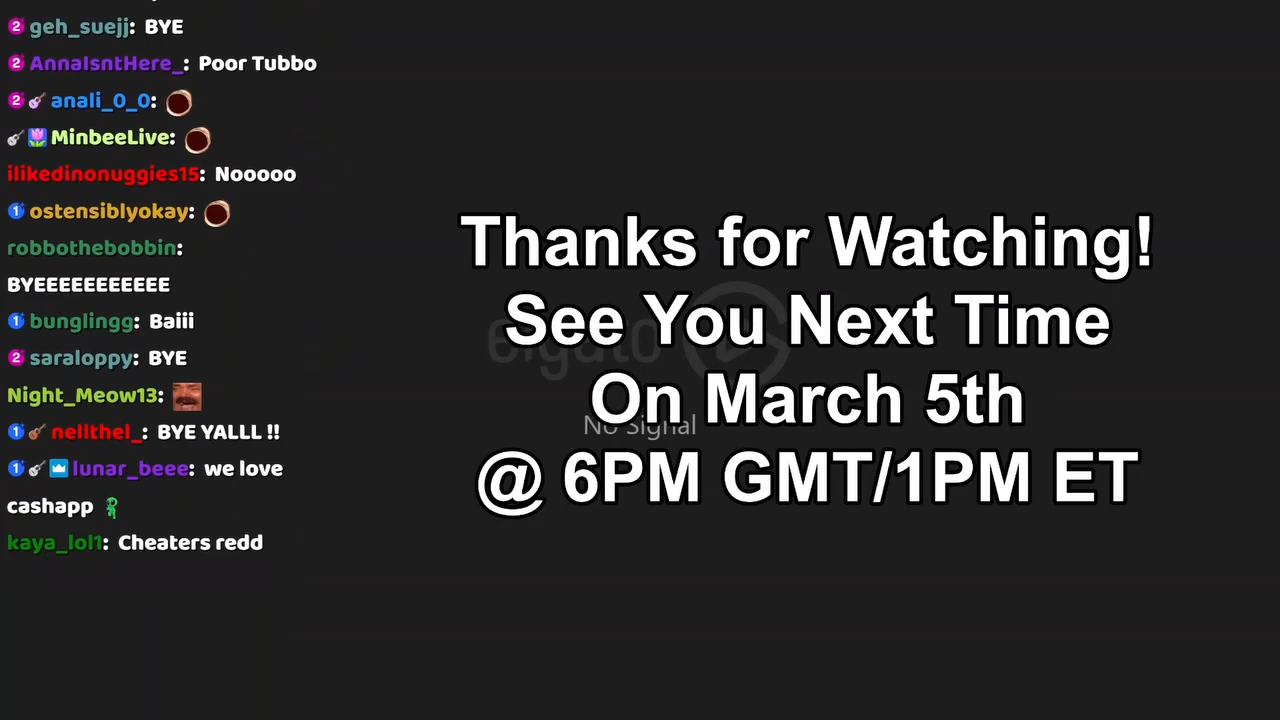 geh_suejj: BYE
AnnaIsntHere_: Poor Tubbo
anali_0_0:
MinbeeLive:
ilikedinonuggies15: Nooooo
ostensiblyokay:
robbothebobbin:
BYEEEEEEEEEEE
bunglingg: Baiii
saraloppy: BYE
Night_Meow13:
nellthel_: BYE YALLL !!
lunar_beee: we love
cashapp
kaya_lol1: Cheaters redd
Thanks for Watching!
See You Next Time
On March 5th
@ 6PM GMT/1PM ET
elgato
No Signal